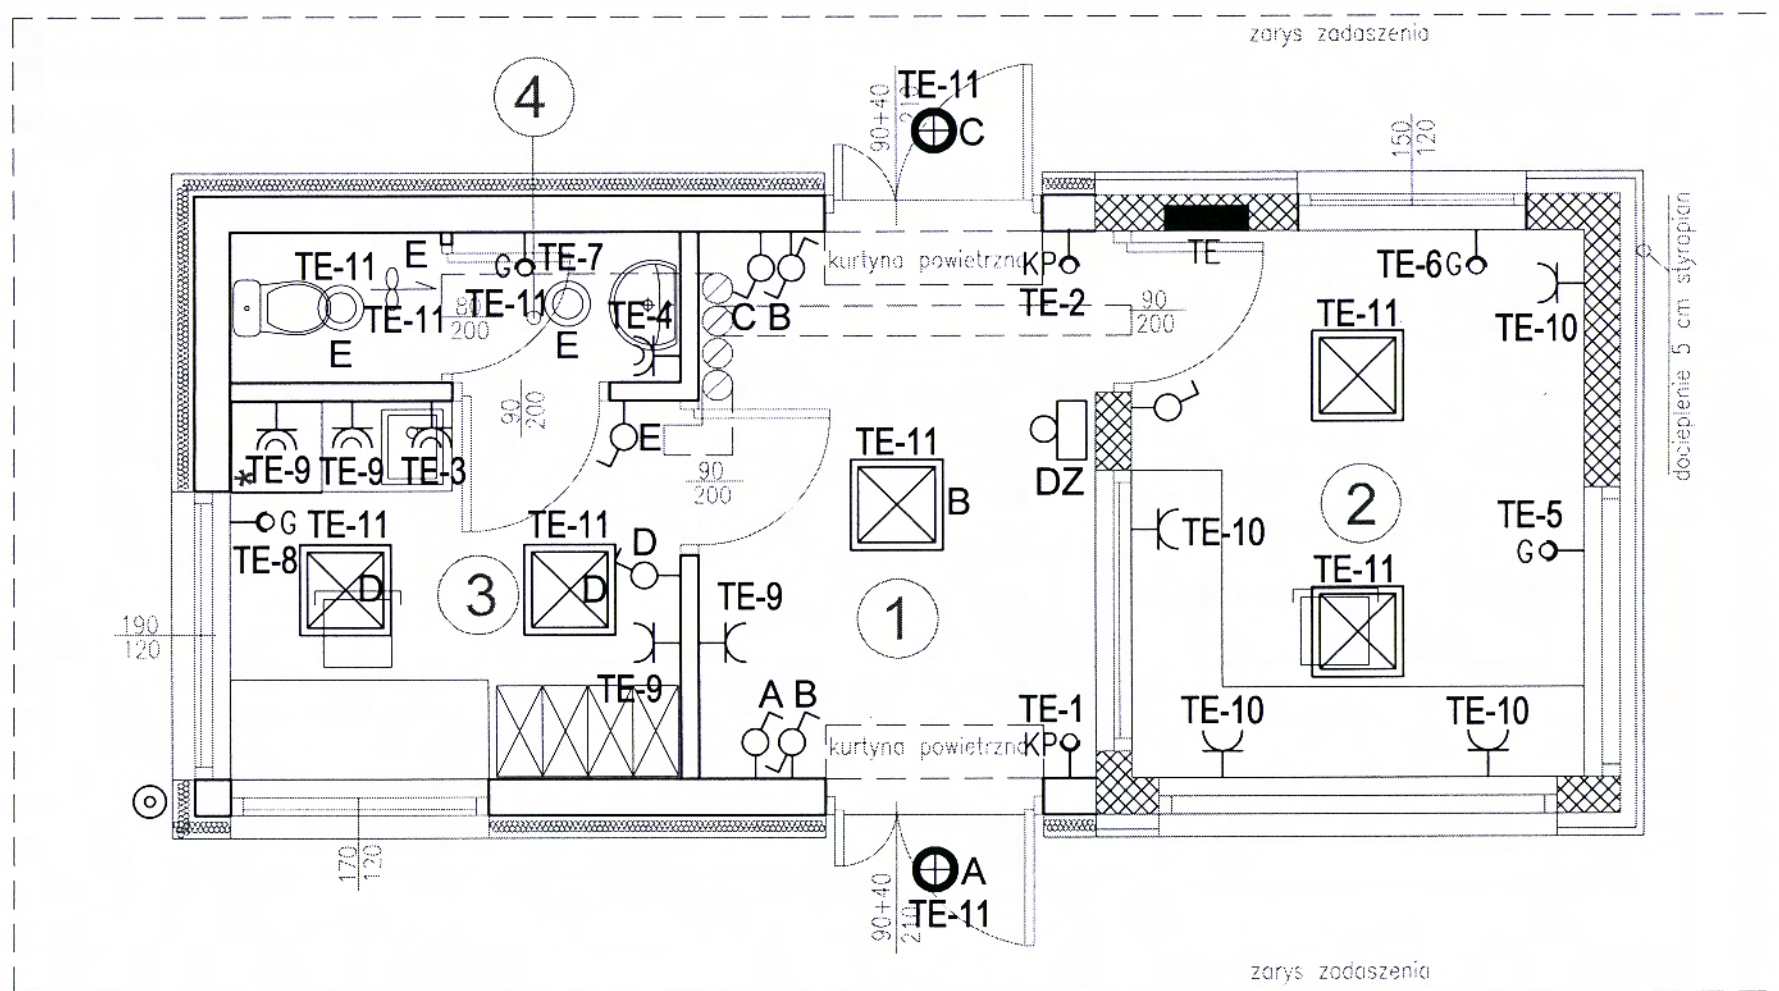 zarys zadaszenia
4
TE-11
90+40
210
C
150
120
docieplenie 5 cm styropian
E
TE-11
G
TE-7
TE-11
TE-11
80
200
TE-4
E
E
C B
kurtyna powietrzna
KP
TE-2
TE
90
200
TE-6
G
TE-10
TE-11
90
200
E
TE-11
B
DZ
90
200
*
TE-9
TE-9
TE-3
G
TE-8
TE-11
D
TE-11
D
D
3
TE-9
TE-9
1
2
TE-10
TE-5
G
TE-11
190
120
A B
TE-1
kurtyna powietrzna
KP
TE-10
TE-10
170
120
90+40
210
A
TE-11
zarys zadaszenia